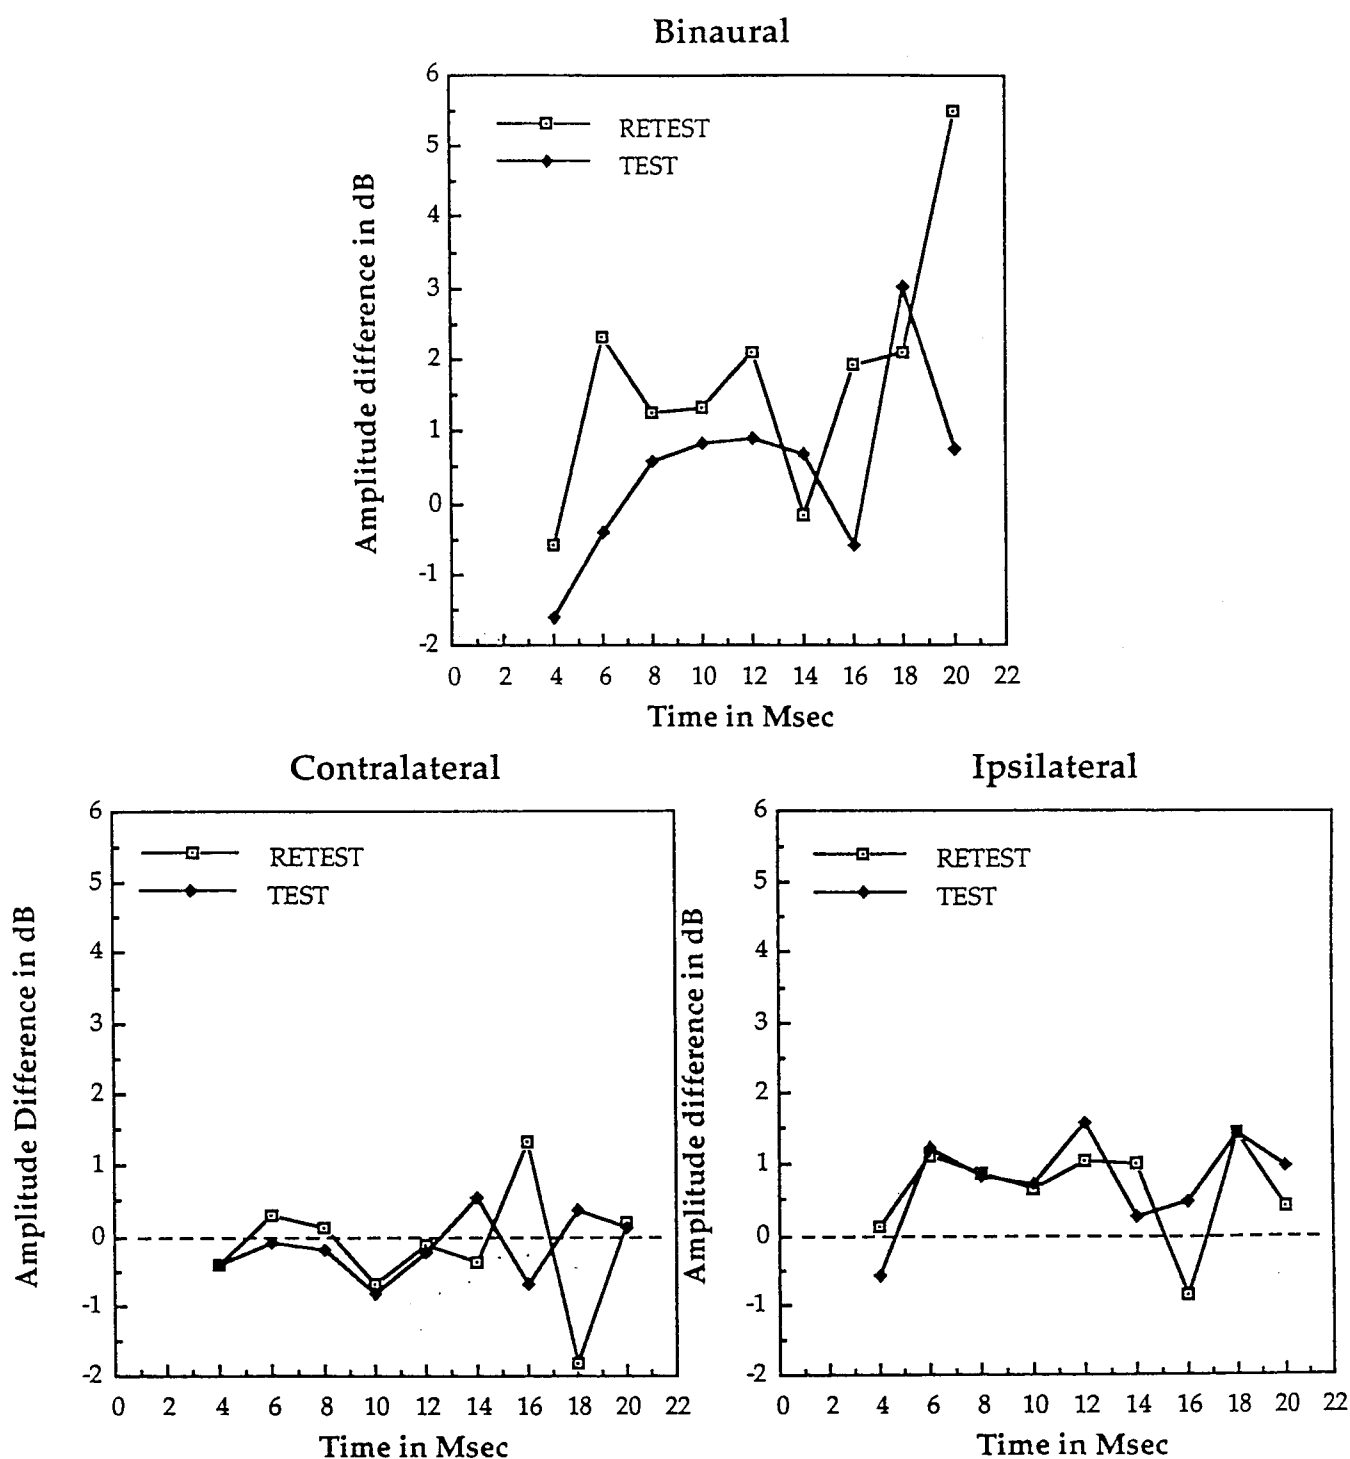 Binaural
6
5
4
3
2
1
0
-1
-2
Amplitude difference in dB
RETEST
TEST
0 2 4 6 8 10 12 14 16 18 20 22
Time in Msec
Contralateral
6
5
4
3
2
1
0
-1
-2
Amplitude Difference in dB
RETEST
TEST
0 2 4 6 8 10 12 14 16 18 20 22
Time in Msec
Ipsilateral
6
5
4
3
2
1
0
-1
-2
Amplitude difference in dB
RETEST
TEST
0 2 4 6 8 10 12 14 16 18 20 22
Time in Msec